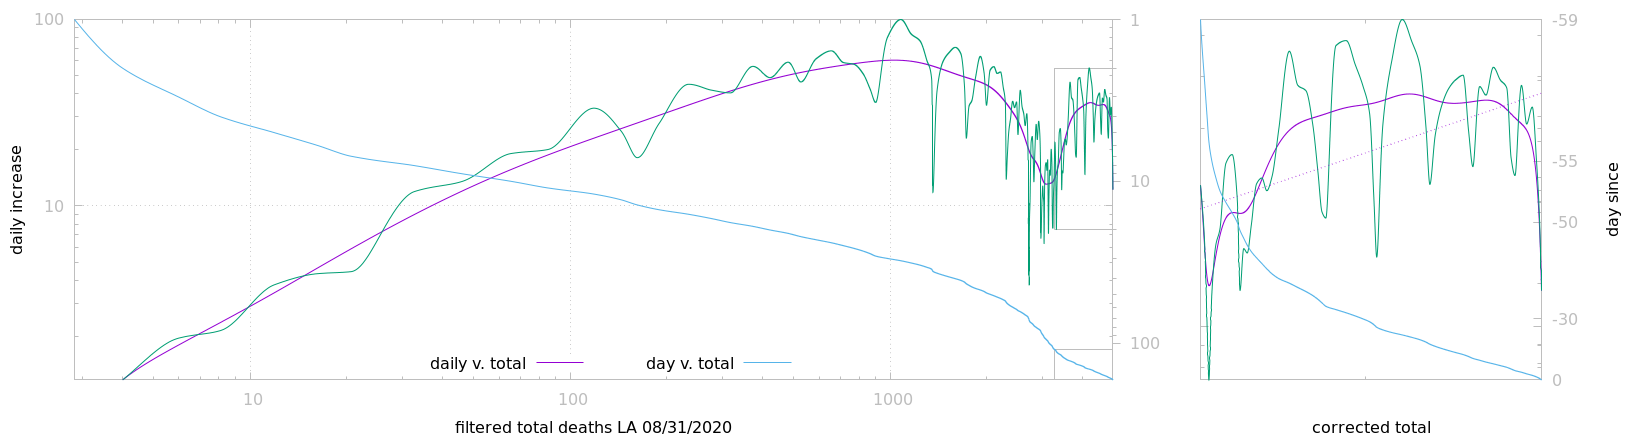 100
10
daily increase
10
100
1000
1
10
100
daily v. total
day v. total
filtered total deaths LA 08/31/2020
-59
-55
-50
-30
0
day since
corrected total